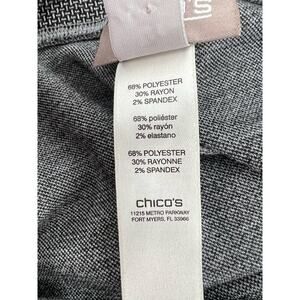 S
68% POLYESTER
30% RAYON
2% SPANDEX
68% poliéster
30% rayón
2% elastano
68% POLYESTER
30% RAYONNE
2% SPANDEX
chico's
11215 METRO PARKWAY
FORT MYERS, FL 33966